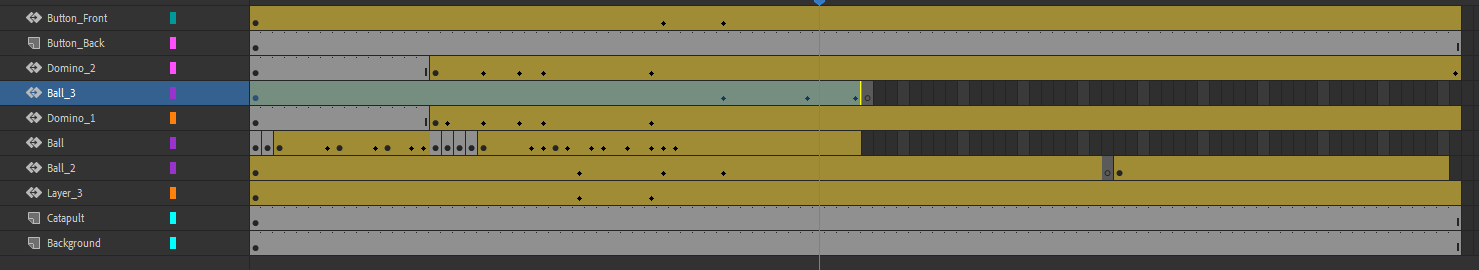 Button_Front
Button_Back
Domino_2
Ball_3
Domino_1
Ball
Ball_2
Layer_3
Catapult
Background